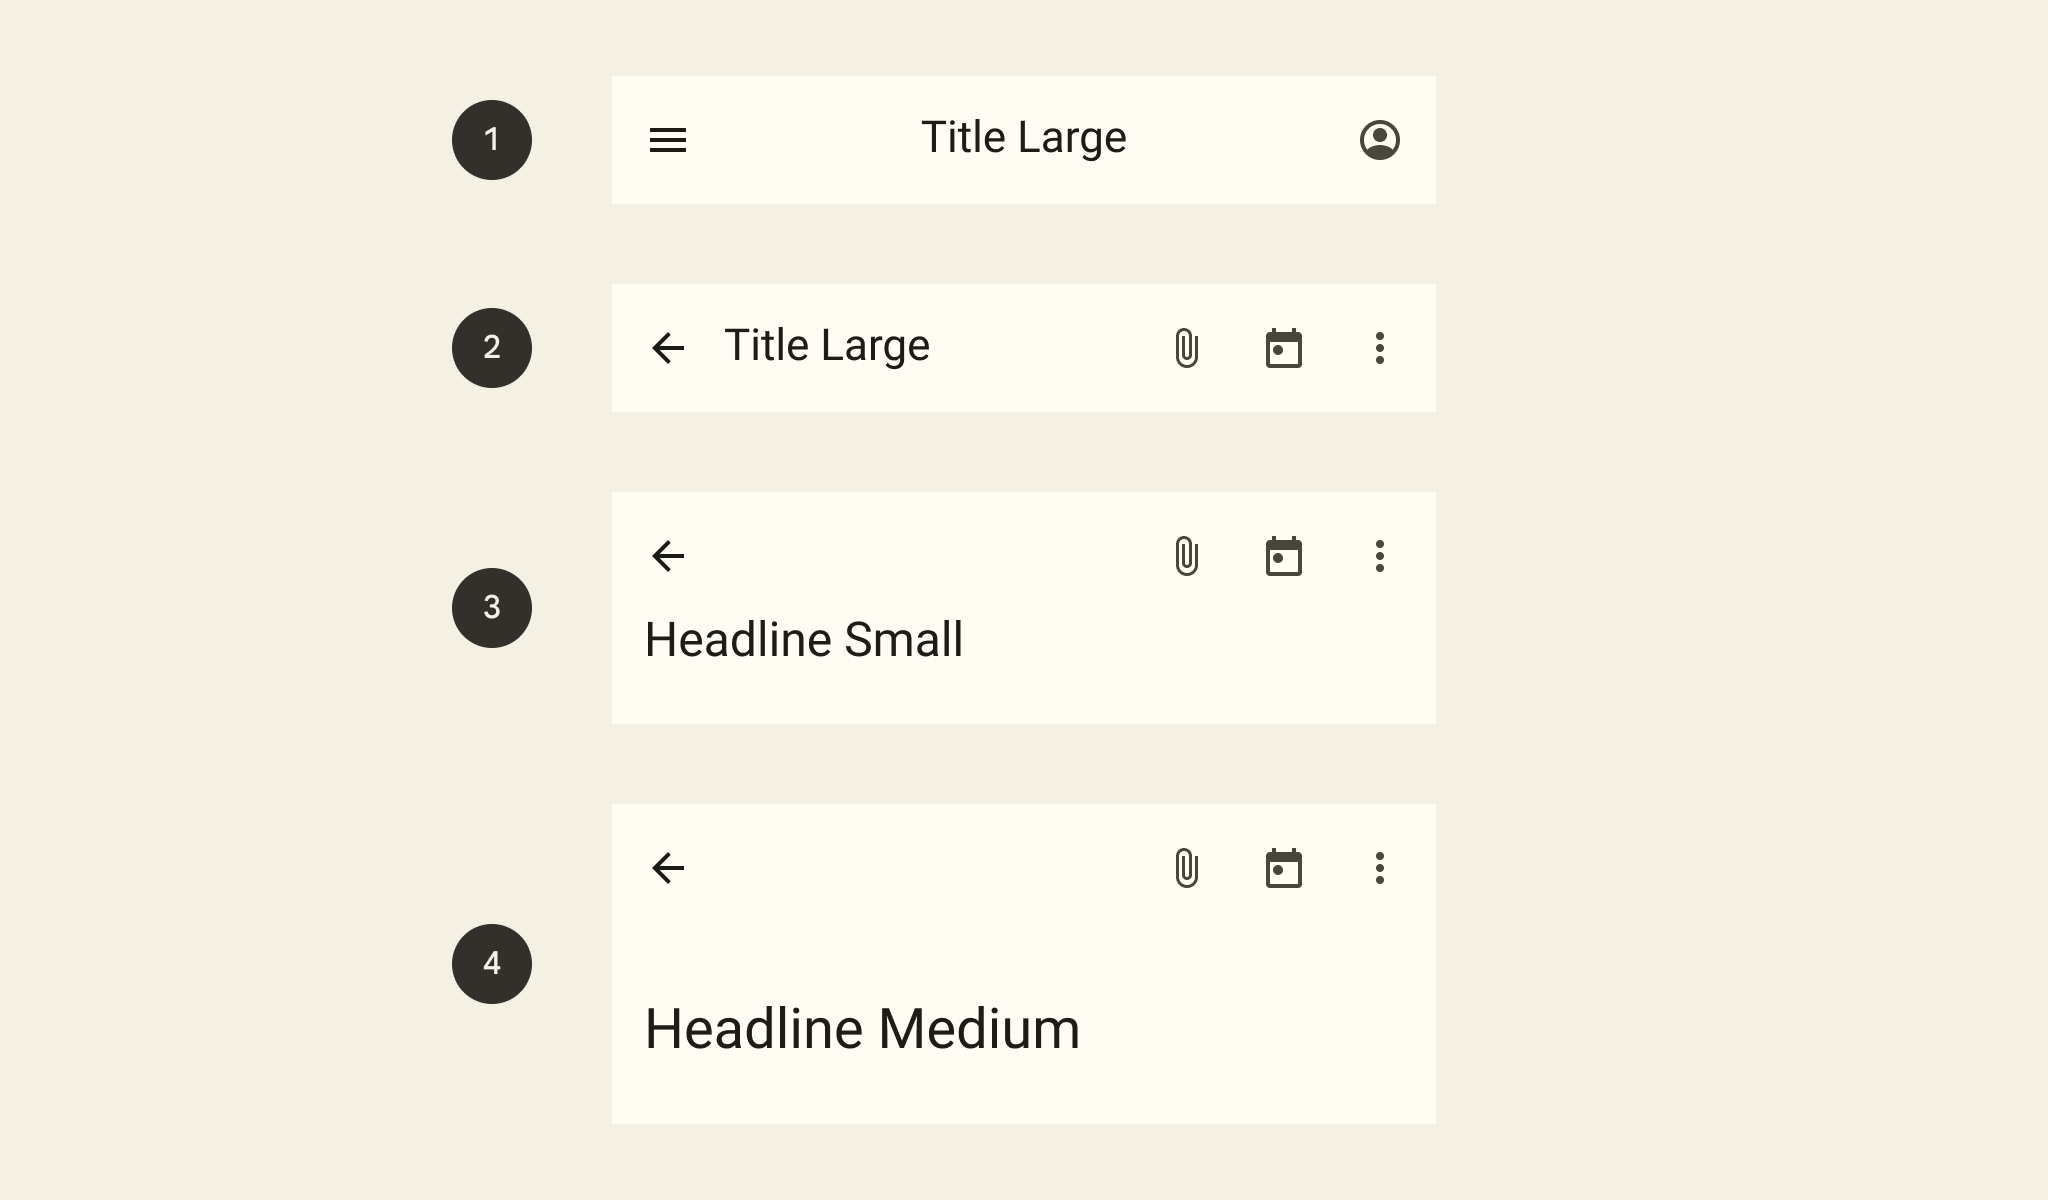 1
Title Large
2
Title Large
3
Headline Small
4
Headline Medium